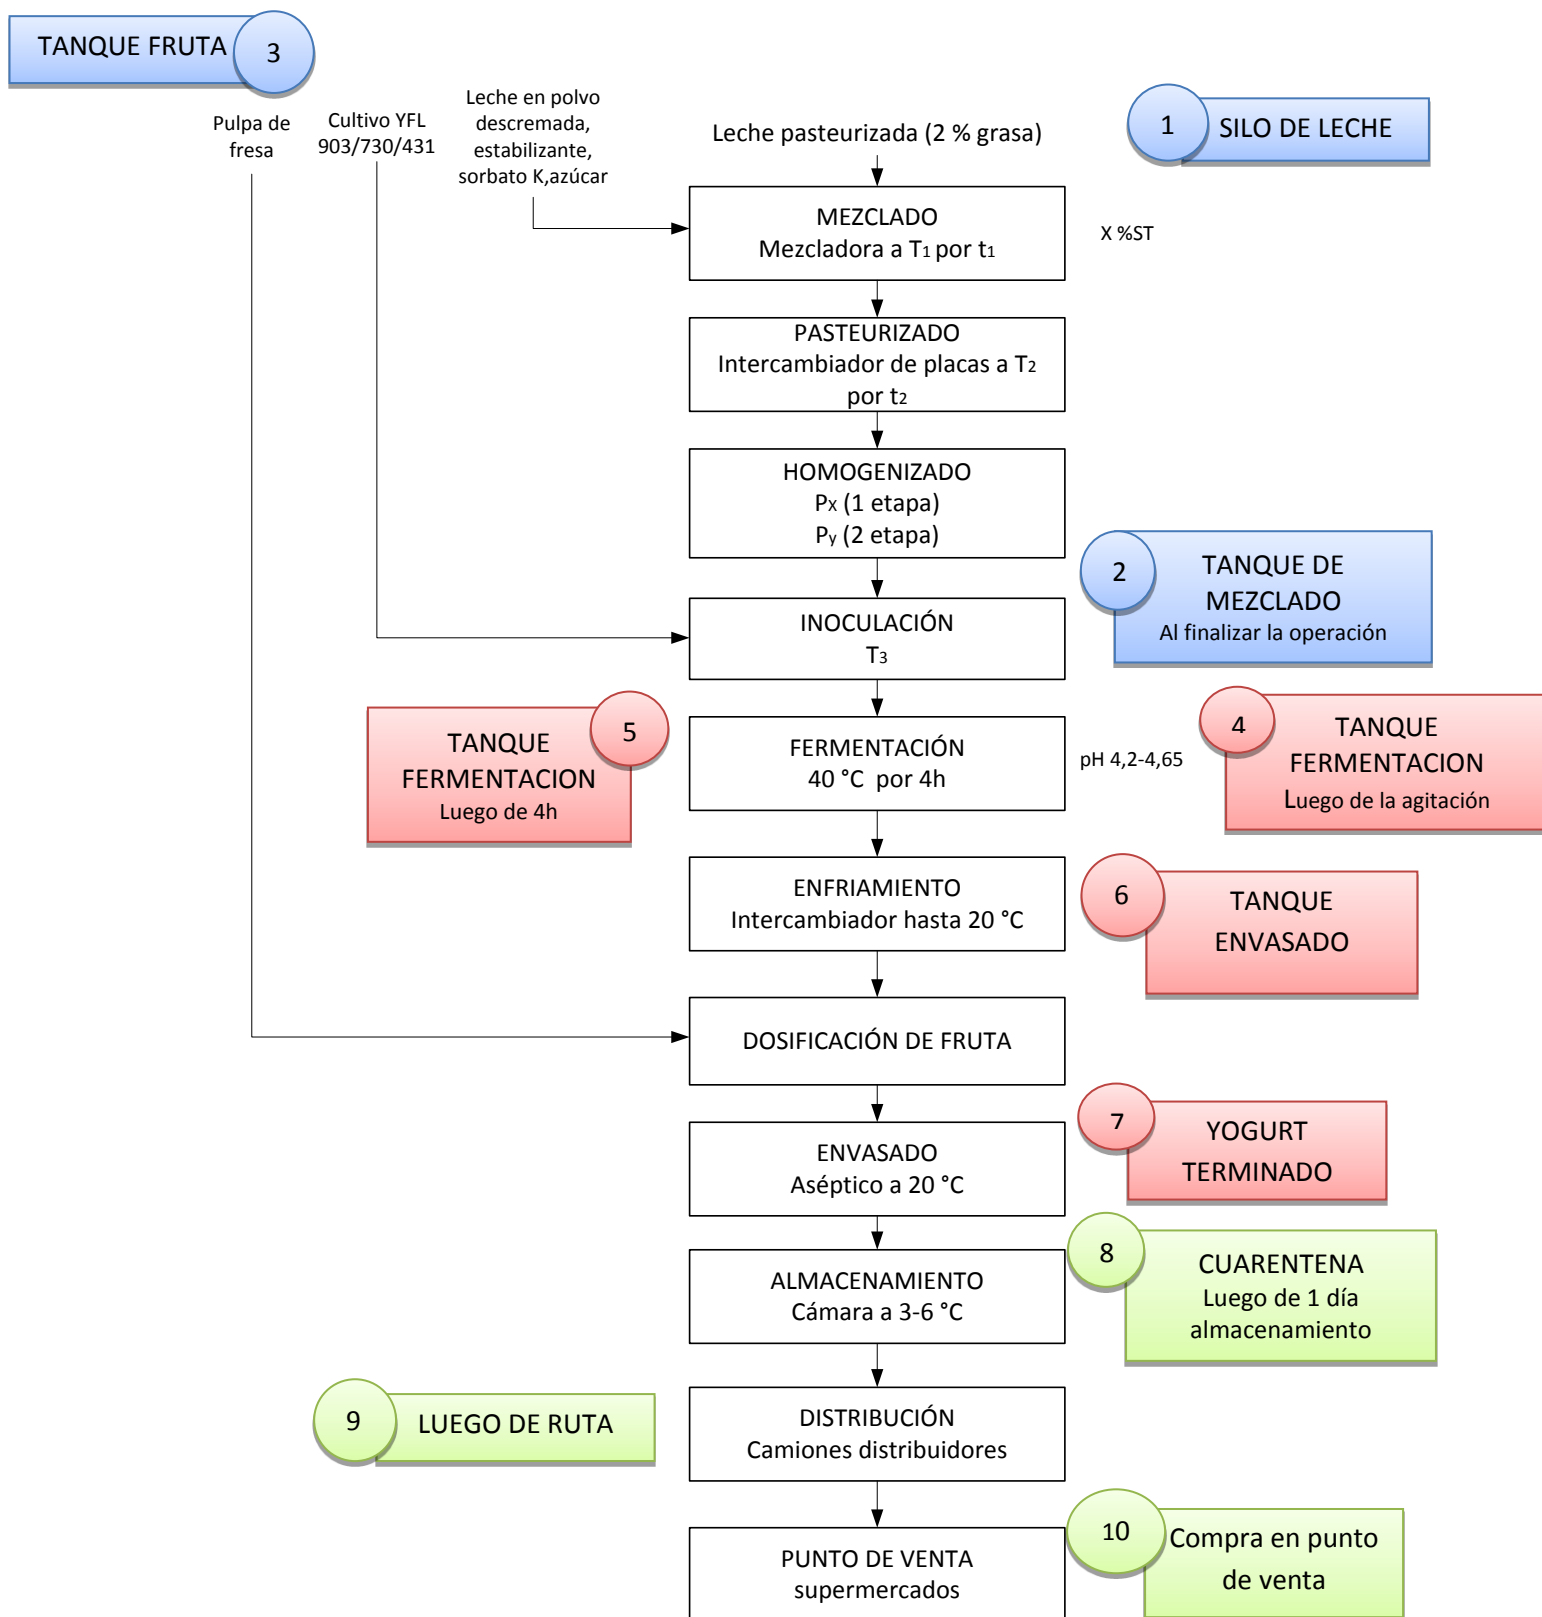 TANQUE FRUTA
3
Pulpa de
fresa
Cultivo YFL
903/730/431
Leche en polvo
descremada,
estabilizante,
sorbato K,azúcar
Leche pasteurizada (2 % grasa)
1
SILO DE LECHE
MEZCLADO
Mezcladora a T1 por t1
X %ST
PASTEURIZADO
Intercambiador de placas a T2
por t2
HOMOGENIZADO
Px (1 etapa)
Py (2 etapa)
2
TANQUE DE
MEZCLADO
Al finalizar la operación
INOCULACIÓN
T3
5
TANQUE
FERMENTACION
Luego de 4h
FERMENTACIÓN
40 °C por 4h
pH 4,2-4,65
4
TANQUE
FERMENTACION
Luego de la agitación
ENFRIAMIENTO
Intercambiador hasta 20 °C
6
TANQUE
ENVASADO
DOSIFICACIÓN DE FRUTA
7
YOGURT
TERMINADO
ENVASADO
Aséptico a 20 °C
8
CUARENTENA
Luego de 1 día
almacenamiento
ALMACENAMIENTO
Cámara a 3-6 °C
9
LUEGO DE RUTA
DISTRIBUCIÓN
Camiones distribuidores
10
Compra en punto
de venta
PUNTO DE VENTA
supermercados